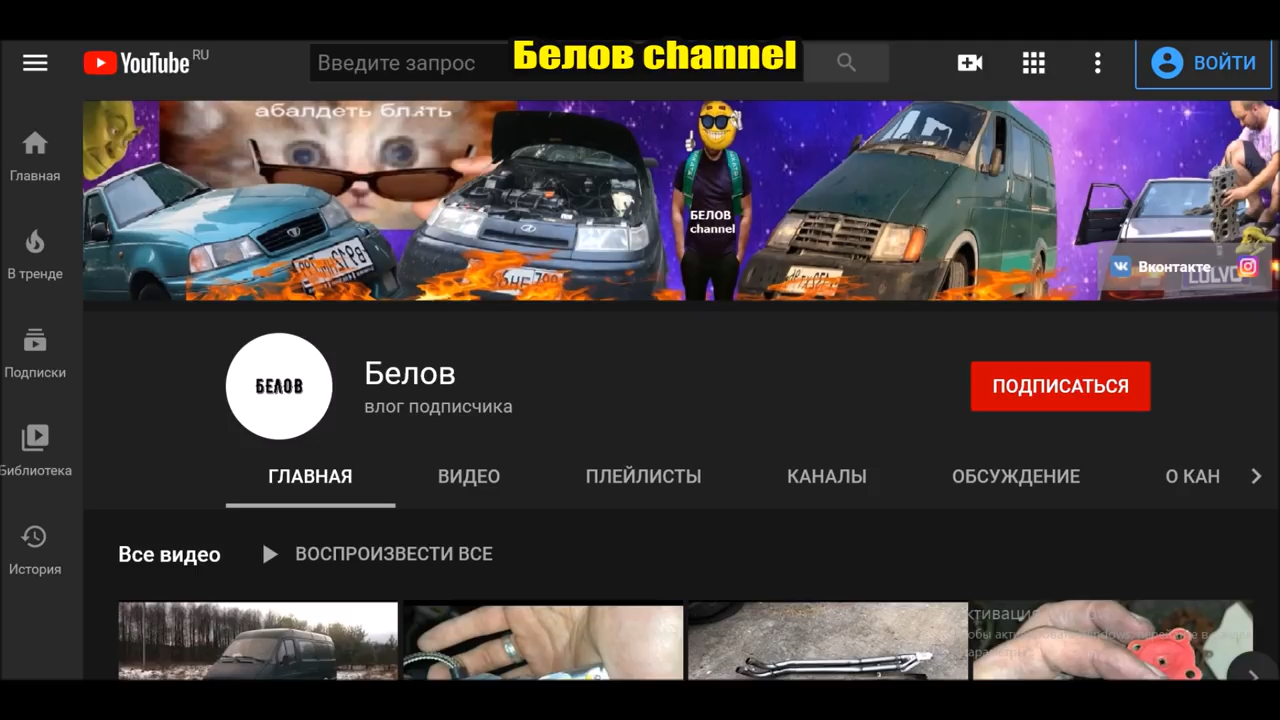 Белов channel
YouTube RU
Введите запрос
ВОЙТИ
абалдеть
БЕЛОВ
channel
Вконтакте
Главная
В тренде
Подписки
Библиотека
История
БЕЛОВ
Белов
влог подписчика
ПОДПИСАТЬСЯ
ГЛАВНАЯ
ВИДЕО
ПЛЕЙЛИСТЫ
КАНАЛЫ
ОБСУЖДЕНИЕ
О КАН
Все видео
ВОСПРОИЗВЕСТИ ВСЕ